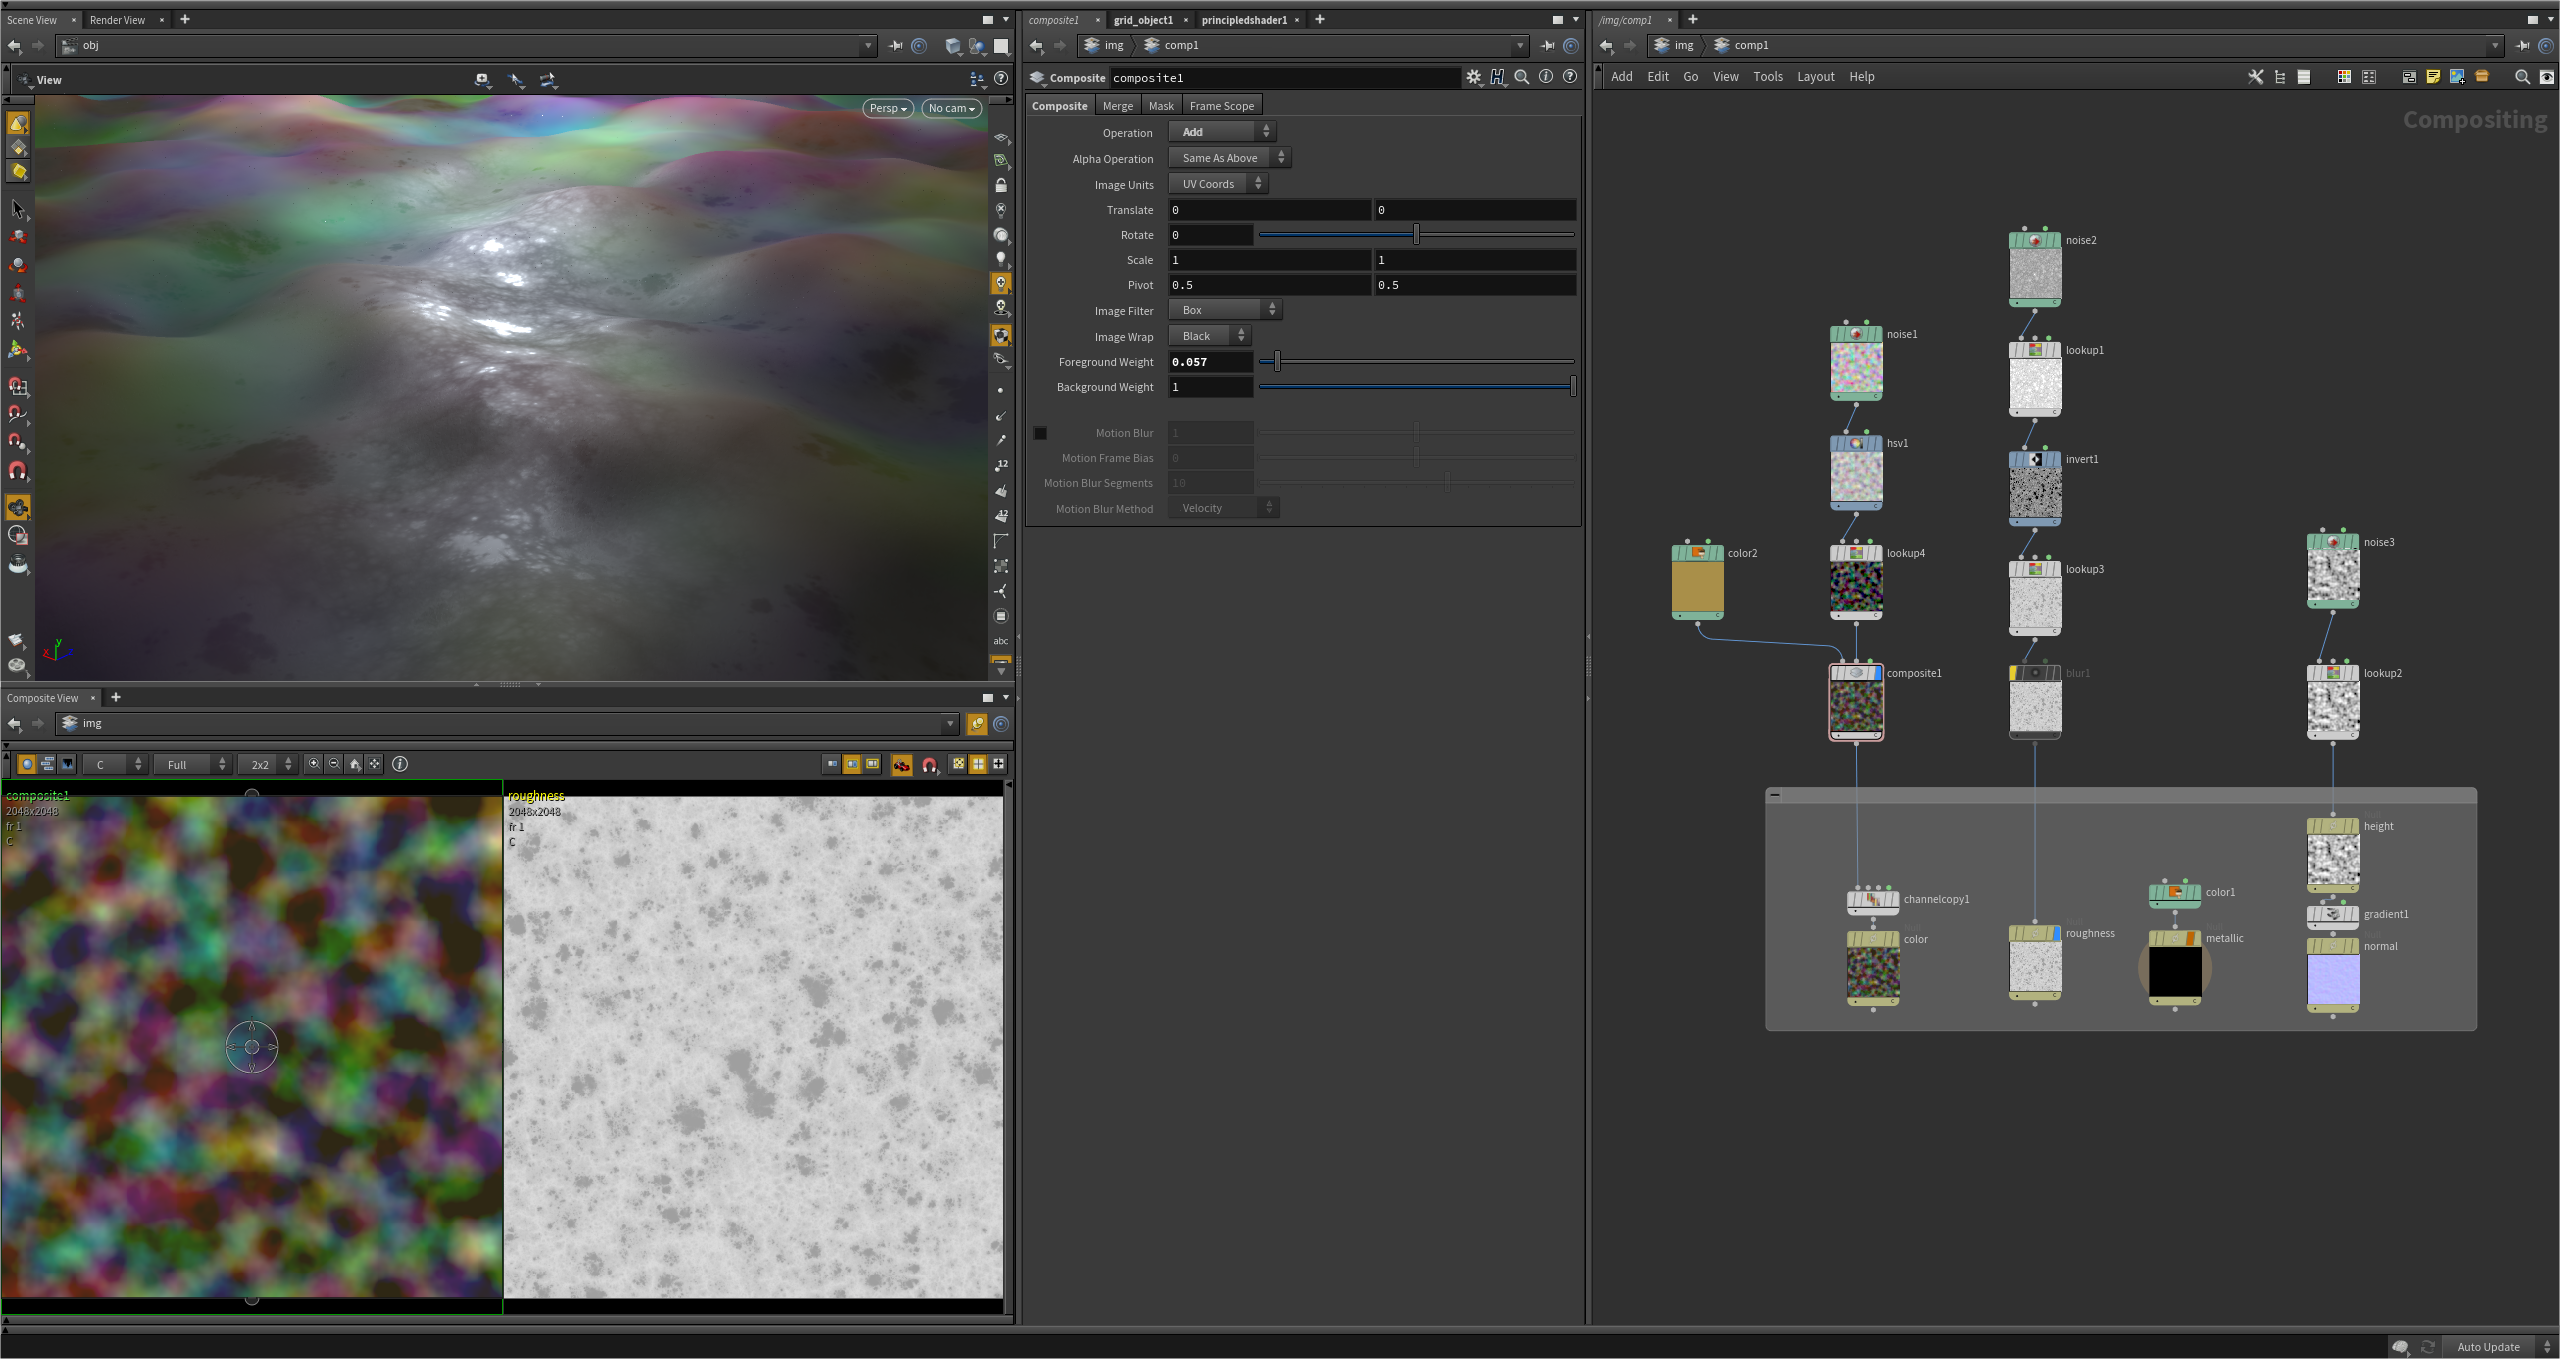 Scene View × Render View × +
obj
View
Persp No cam
12
12
abc
y
x
Composite View × +
img
C Full 2x2
composite1
2048x2048
fr 1
C
roughness
2048x2048
fr 1
C
composite1 × grid_object1 × principledshader1 × +
img comp1
Composite composite1
Composite Merge Mask Frame Scope
Operation Add
Alpha Operation Same As Above
Image Units UV Coords
Translate 0 0
Rotate 0
Scale 1 1
Pivot 0.5 0.5
Image Filter Box
Image Wrap Black
Foreground Weight 0.057
Background Weight 1
Motion Blur 1
Motion Frame Bias 0
Motion Blur Segments 10
Motion Blur Method Velocity
/img/comp1 × +
img comp1
Add Edit Go View Tools Layout Help
Compositing
noise2
noise1
lookup1
hsv1
invert1
color2
lookup4
lookup3
noise3
composite1
blur1
lookup2
height
channelcopy1
color1
gradient1
color
roughness
metallic
normal
Auto Update